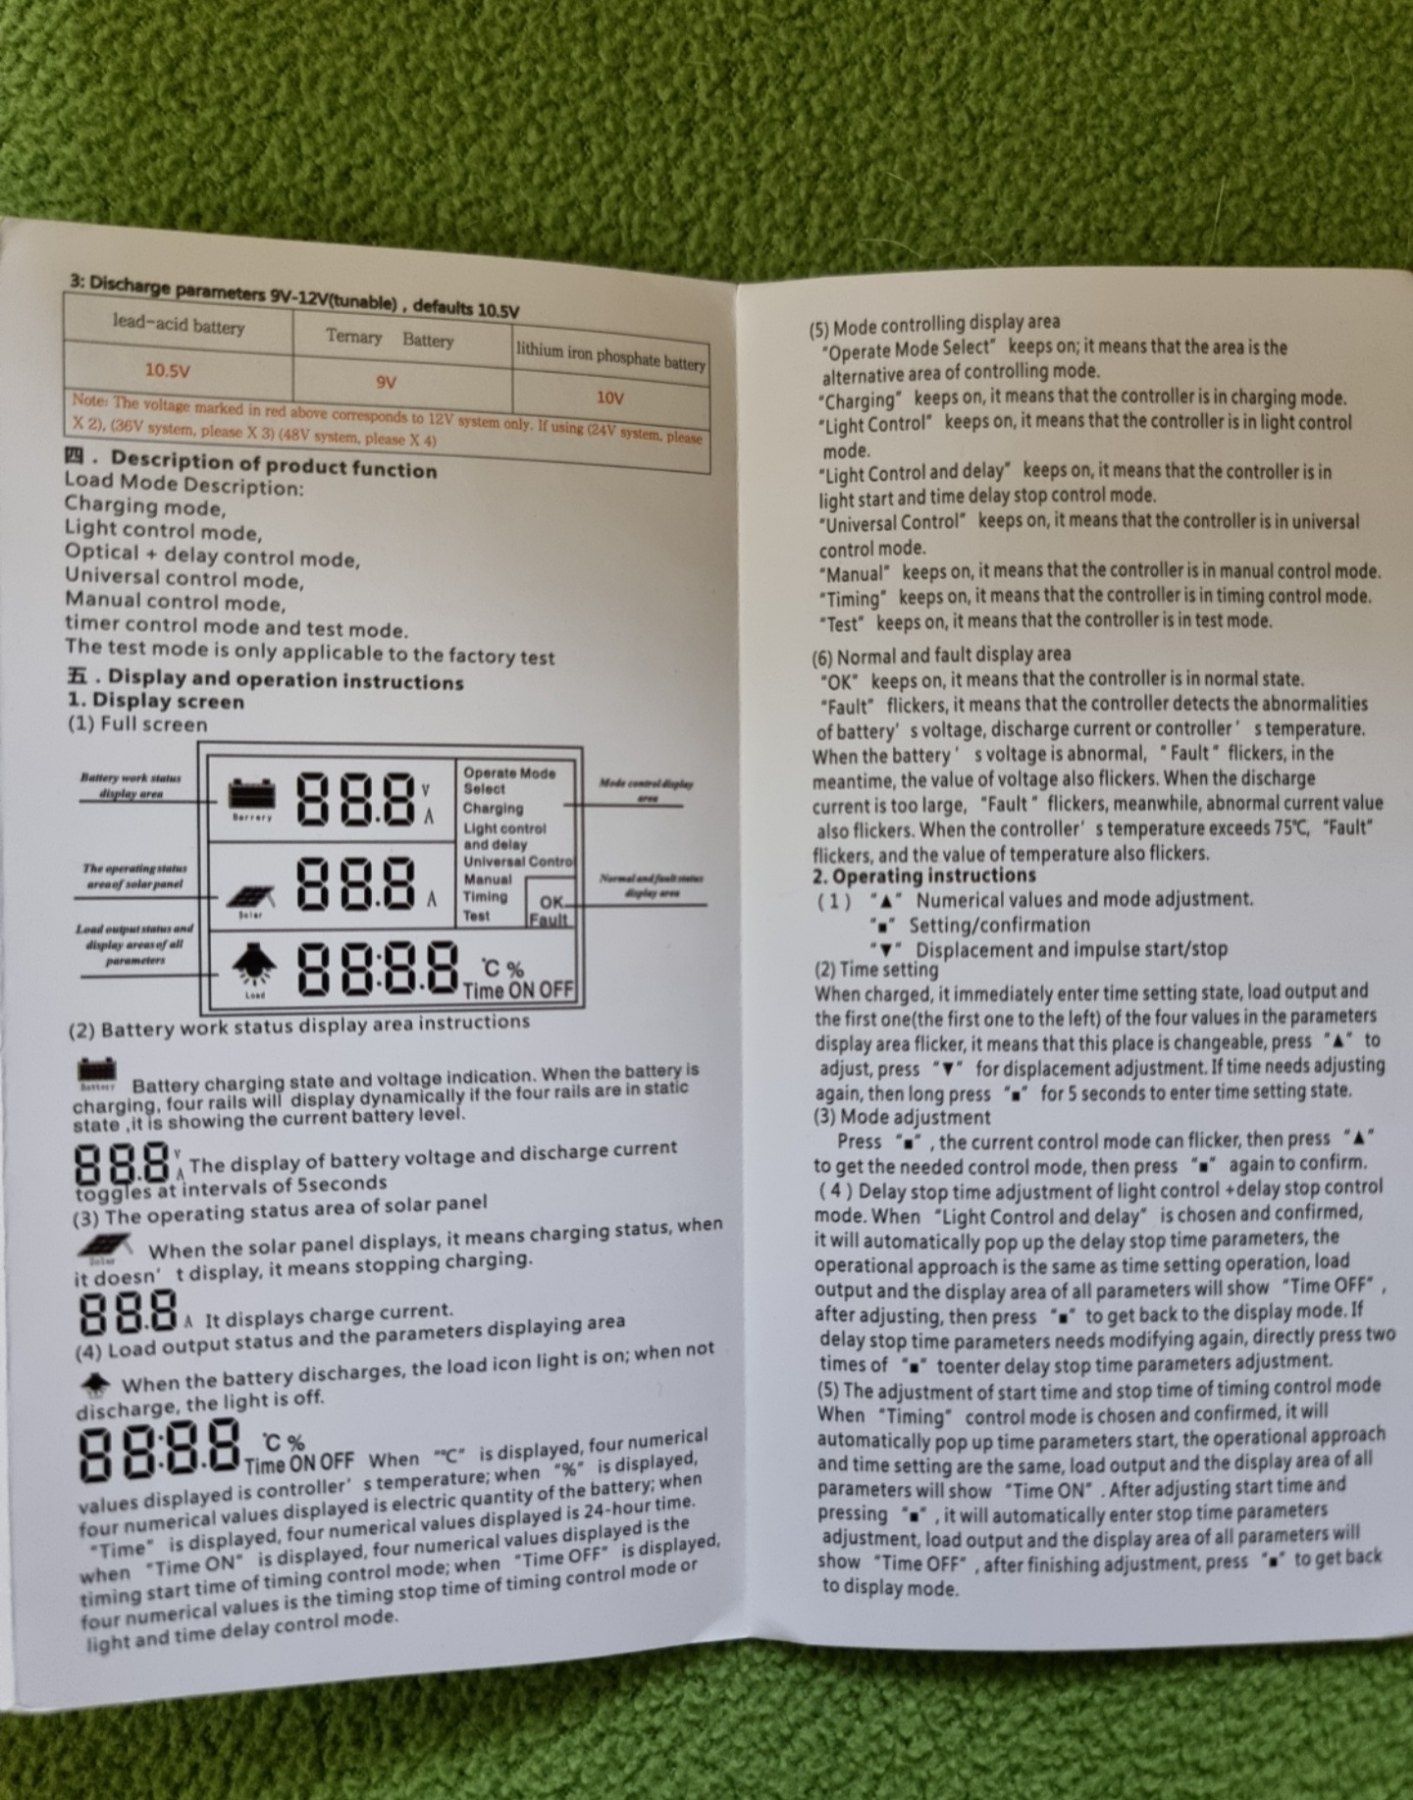 3: Discharge parameters 9V-12V(tunable) , defaults 10.5V
lead-acid battery
Ternary Battery
lithium iron phosphate battery
10.5V
9V
10V
Note: The voltage marked in red above corresponds to 12V system only. If using (24V system, please
X 2), (36V system, please X 3) (48V system, please X 4)
四 . Description of product function
Load Mode Description:
Charging mode,
Light control mode,
Optical + delay control mode,
Universal control mode,
Manual control mode,
timer control mode and test mode.
The test mode is only applicable to the factory test
五 . Display and operation instructions
1. Display screen
(1) Full screen
Battery work status
display area
The operating status
area of solar panel
Load output status and
display areas of all
parameters
Berrery
88.8 V
A
Solar
88.8 A
Load
88:8.8 ℃ %
Time ON OFF
Operate Mode
Select
Charging
Light control
and delay
Universal Control
Manual
Timing
Test
OK
Fault
Mode control display
area
Normal and fault status
display area
(2) Battery work status display area instructions
Battery Battery charging state and voltage indication. When the battery is
charging, four rails will display dynamically if the four rails are in static
state ,it is showing the current battery level.
88.8 V
A The display of battery voltage and discharge current
toggles at intervals of 5seconds
(3) The operating status area of solar panel
Solar When the solar panel displays, it means charging status, when
it doesn' t display, it means stopping charging.
88.8 A It displays charge current.
(4) Load output status and the parameters displaying area
When the battery discharges, the load icon light is on; when not
discharge, the light is off.
88:8.8 ℃ %
Time ON OFF When "℃" is displayed, four numerical
values displayed is controller' s temperature; when "%" is displayed,
four numerical values displayed is electric quantity of the battery; when
"Time" is displayed, four numerical values displayed is 24-hour time.
when "Time ON" is displayed, four numerical values displayed is the
timing start time of timing control mode; when "Time OFF" is displayed,
four numerical values is the timing stop time of timing control mode or
light and time delay control mode.
(5) Mode controlling display area
"Operate Mode Select" keeps on; it means that the area is the
alternative area of controlling mode.
"Charging" keeps on, it means that the controller is in charging mode.
"Light Control" keeps on, it means that the controller is in light control
mode.
"Light Control and delay" keeps on, it means that the controller is in
light start and time delay stop control mode.
"Universal Control" keeps on, it means that the controller is in universal
control mode.
"Manual" keeps on, it means that the controller is in manual control mode.
"Timing" keeps on, it means that the controller is in timing control mode.
"Test" keeps on, it means that the controller is in test mode.
(6) Normal and fault display area
"OK" keeps on, it means that the controller is in normal state.
"Fault" flickers, it means that the controller detects the abnormalities
of battery' s voltage, discharge current or controller ' s temperature.
When the battery ' s voltage is abnormal, " Fault " flickers, in the
meantime, the value of voltage also flickers. When the discharge
current is too large, "Fault " flickers, meanwhile, abnormal current value
also flickers. When the controller' s temperature exceeds 75℃, "Fault"
flickers, and the value of temperature also flickers.
2. Operating instructions
( 1 ) "▲" Numerical values and mode adjustment.
"■" Setting/confirmation
"▼" Displacement and impulse start/stop
(2) Time setting
When charged, it immediately enter time setting state, load output and
the first one(the first one to the left) of the four values in the parameters
display area flicker, it means that this place is changeable, press "▲" to
adjust, press "▼" for displacement adjustment. If time needs adjusting
again, then long press "■" for 5 seconds to enter time setting state.
(3) Mode adjustment
Press "■" , the current control mode can flicker, then press "▲"
to get the needed control mode, then press "■" again to confirm.
( 4 ) Delay stop time adjustment of light control +delay stop control
mode. When "Light Control and delay" is chosen and confirmed,
it will automatically pop up the delay stop time parameters, the
operational approach is the same as time setting operation, load
output and the display area of all parameters will show "Time OFF" ,
after adjusting, then press "■" to get back to the display mode. If
delay stop time parameters needs modifying again, directly press two
times of "■" toenter delay stop time parameters adjustment.
(5) The adjustment of start time and stop time of timing control mode
When "Timing" control mode is chosen and confirmed, it will
automatically pop up time parameters start, the operational approach
and time setting are the same, load output and the display area of all
parameters will show "Time ON" . After adjusting start time and
pressing "■" , it will automatically enter stop time parameters
adjustment, load output and the display area of all parameters will
show "Time OFF" , after finishing adjustment, press "■" to get back
to display mode.